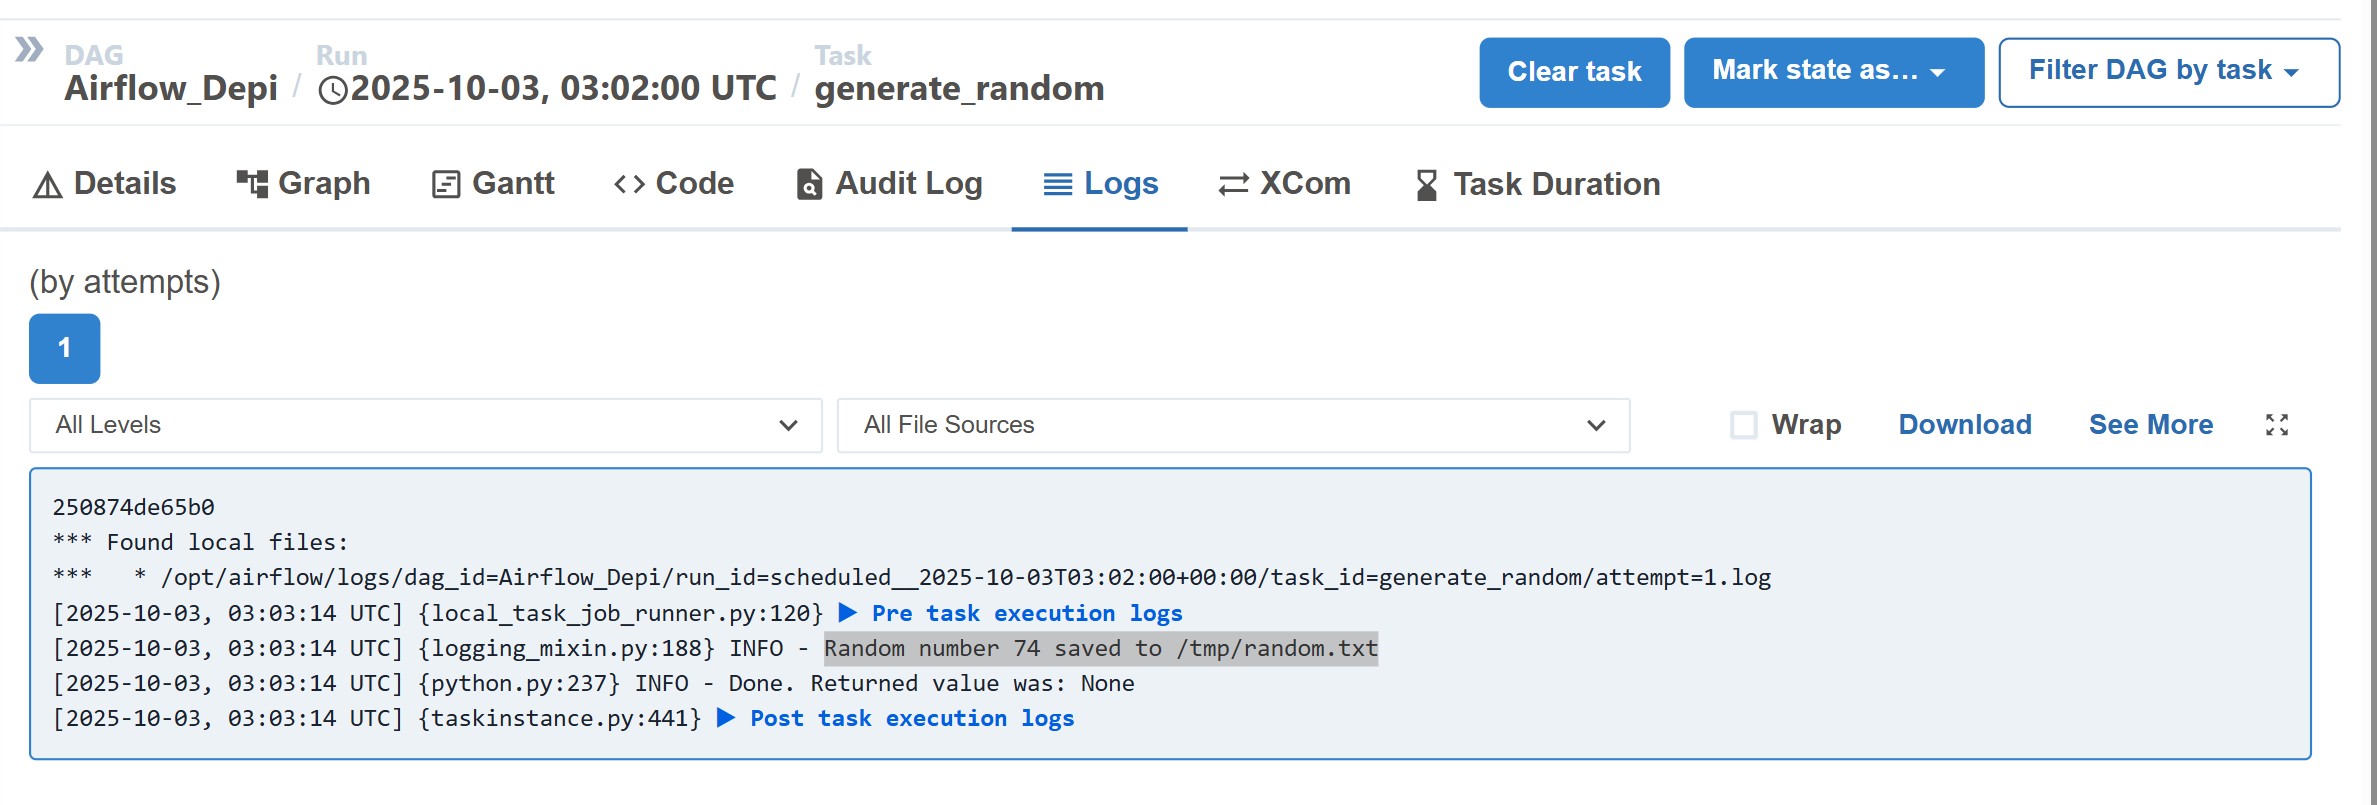 DAG Run Task
Airflow_Depi / 2025-10-03, 03:02:00 UTC / generate_random
Clear task Mark state as... Filter DAG by task
Details Graph Gantt Code Audit Log Logs XCom Task Duration
(by attempts)
1
All Levels All File Sources Wrap Download See More
250874de65b0
*** Found local files:
***   * /opt/airflow/logs/dag_id=Airflow_Depi/run_id=scheduled__2025-10-03T03:02:00+00:00/task_id=generate_random/attempt=1.log
[2025-10-03, 03:03:14 UTC] {local_task_job_runner.py:120} ▶ Pre task execution logs
[2025-10-03, 03:03:14 UTC] {logging_mixin.py:188} INFO - Random number 74 saved to /tmp/random.txt
[2025-10-03, 03:03:14 UTC] {python.py:237} INFO - Done. Returned value was: None
[2025-10-03, 03:03:14 UTC] {taskinstance.py:441} ▶ Post task execution logs